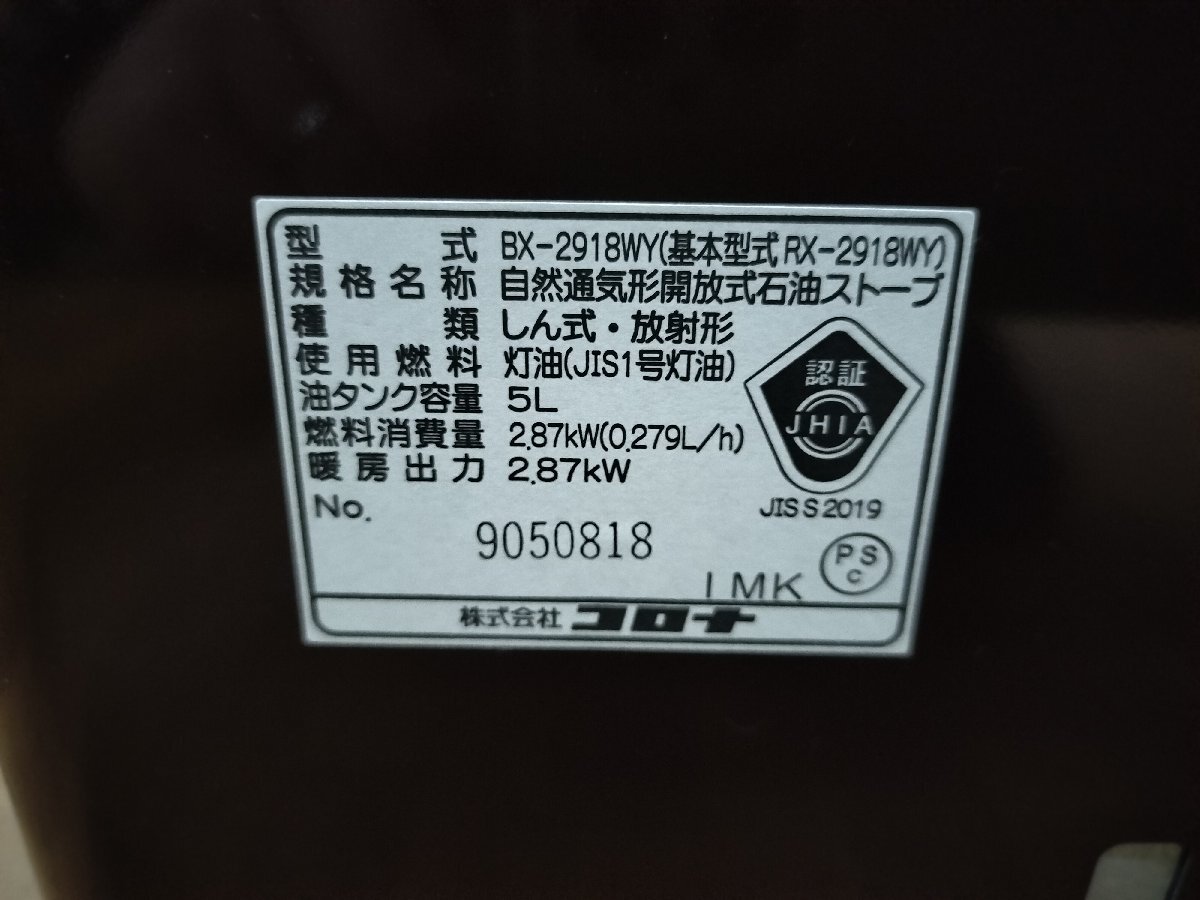 型式 BX-2918WY(基本型式 RX-2918WY)
規格名称 自然通気形開放式石油ストーブ
種類 しん式・放射形
使用燃料 灯油(JIS1号灯油)
油タンク容量 5L
燃料消費量 2.87kW(0.279L/h)
暖房出力 2.87kW
認証
JHIA
JIS S 2019
No.
9050818
IMK
PS
C
株式会社 コロナ